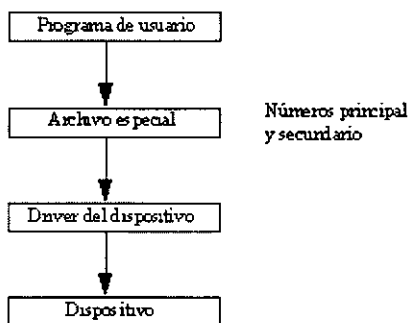 Programa de usuario
Archivo especial
Números principal
y secundario
Driver del dispositivo
Dispositivo